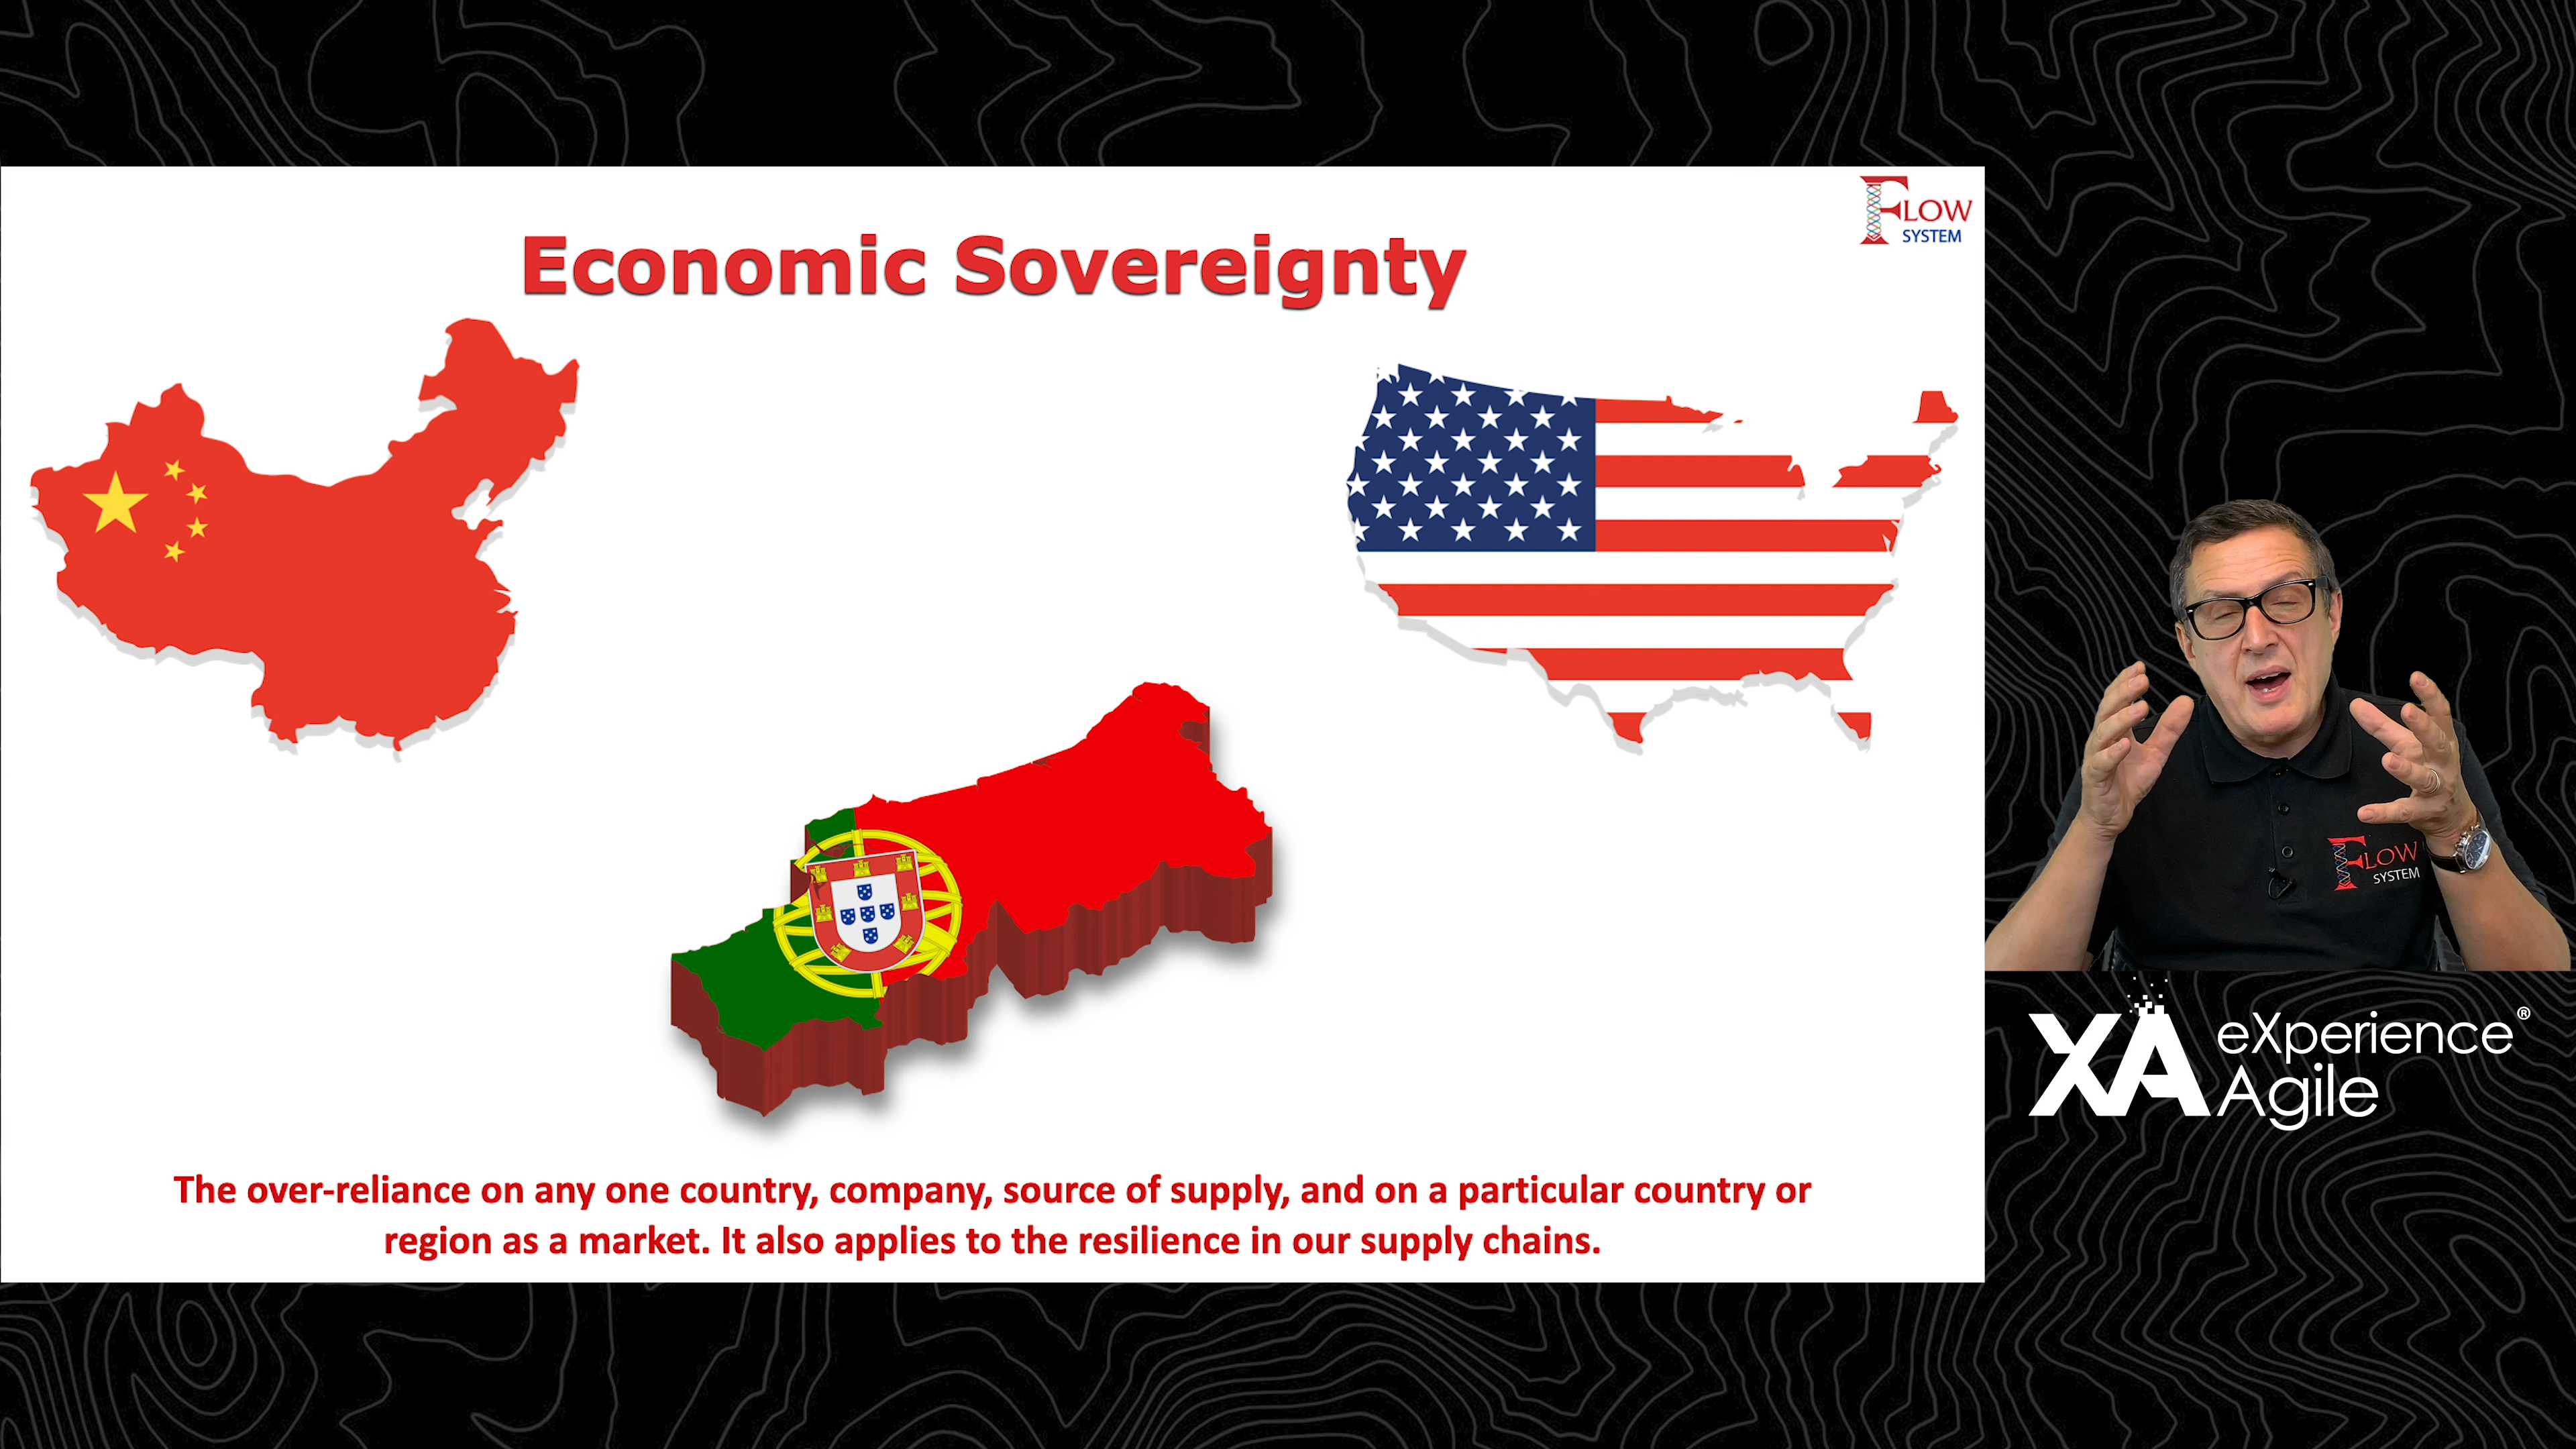 FLOW
SYSTEM
Economic Sovereignty
The over-reliance on any one country, company, source of supply, and on a particular country or
region as a market. It also applies to the resilience in our supply chains.
FLOW
SYSTEM
XA eXperience®
Agile